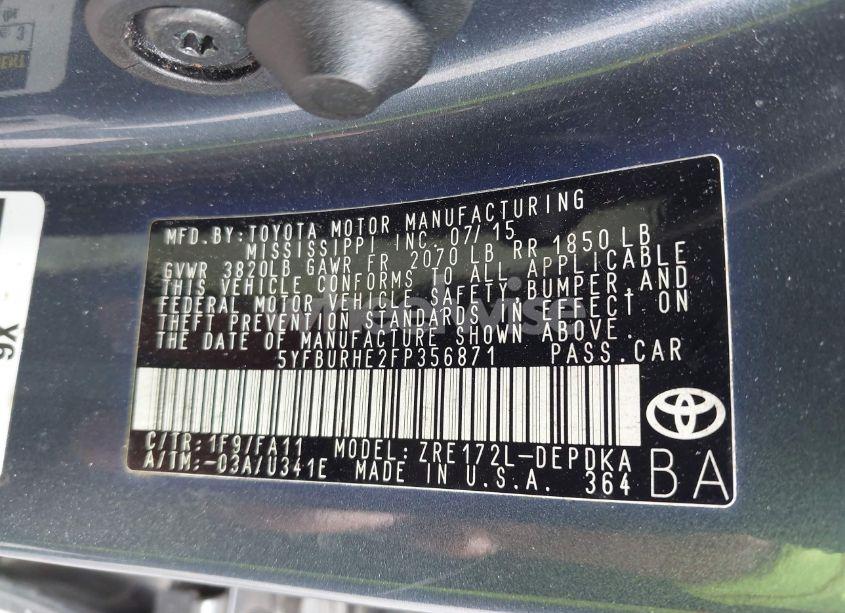 MFD.BY:TOYOTA MOTOR MANUFACTURING
MISSISSIPPI INC. 07/15
GVWR 3820LB GAWR FR 2070 LB RR 1850 LB
THIS VEHICLE CONFORMS TO ALL APPLICABLE
FEDERAL MOTOR VEHICLE SAFETY, BUMPER, AND
THEFT PREVENTION STANDARDS IN EFFECT ON
THE DATE OF MANUFACTURE SHOWN ABOVE.
5YFBURHE2FP356871 PASS.CAR
C/TR:1F9/FA11 MODEL:ZRE172L-DEPDKA
A/TM:-03A/U341E MADE IN U.S.A. 364
BA